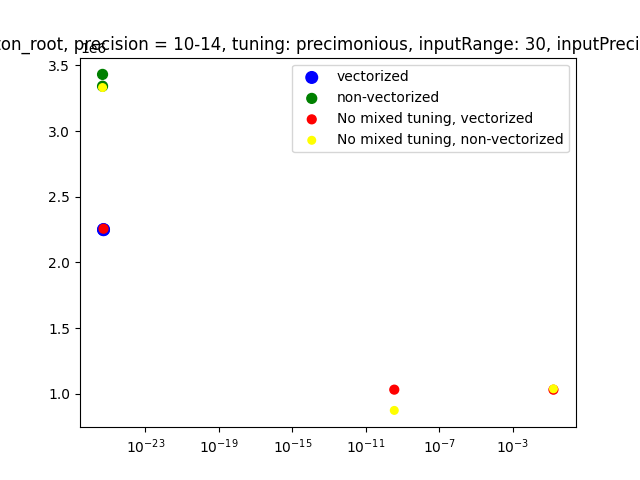 on_root, precision = 10-14, tuning: precimonious, inputRange: 30, inputPreci
3.5
3.0
2.5
2.0
1.5
1.0
vectorized
non-vectorized
No mixed tuning, vectorized
No mixed tuning, non-vectorized
10⁻²³ 10⁻¹⁹ 10⁻¹⁵ 10⁻¹¹ 10⁻⁷ 10⁻³